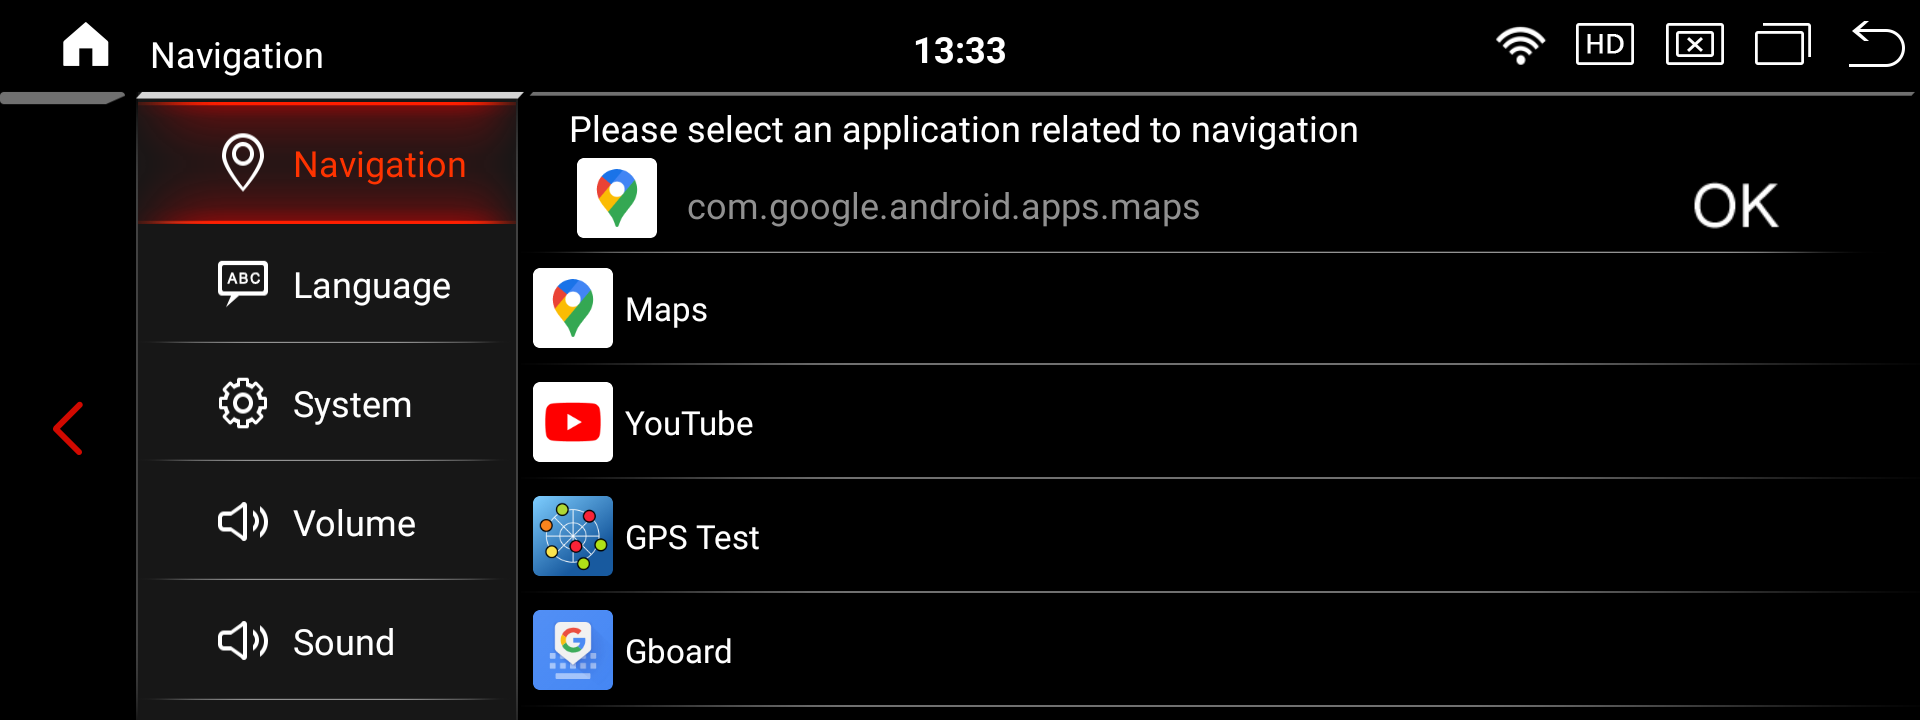 Navigation
13:33
HD
Navigation
ABC
Language
System
Volume
Sound
Please select an application related to navigation
com.google.android.apps.maps
OK
Maps
YouTube
GPS Test
G
Gboard